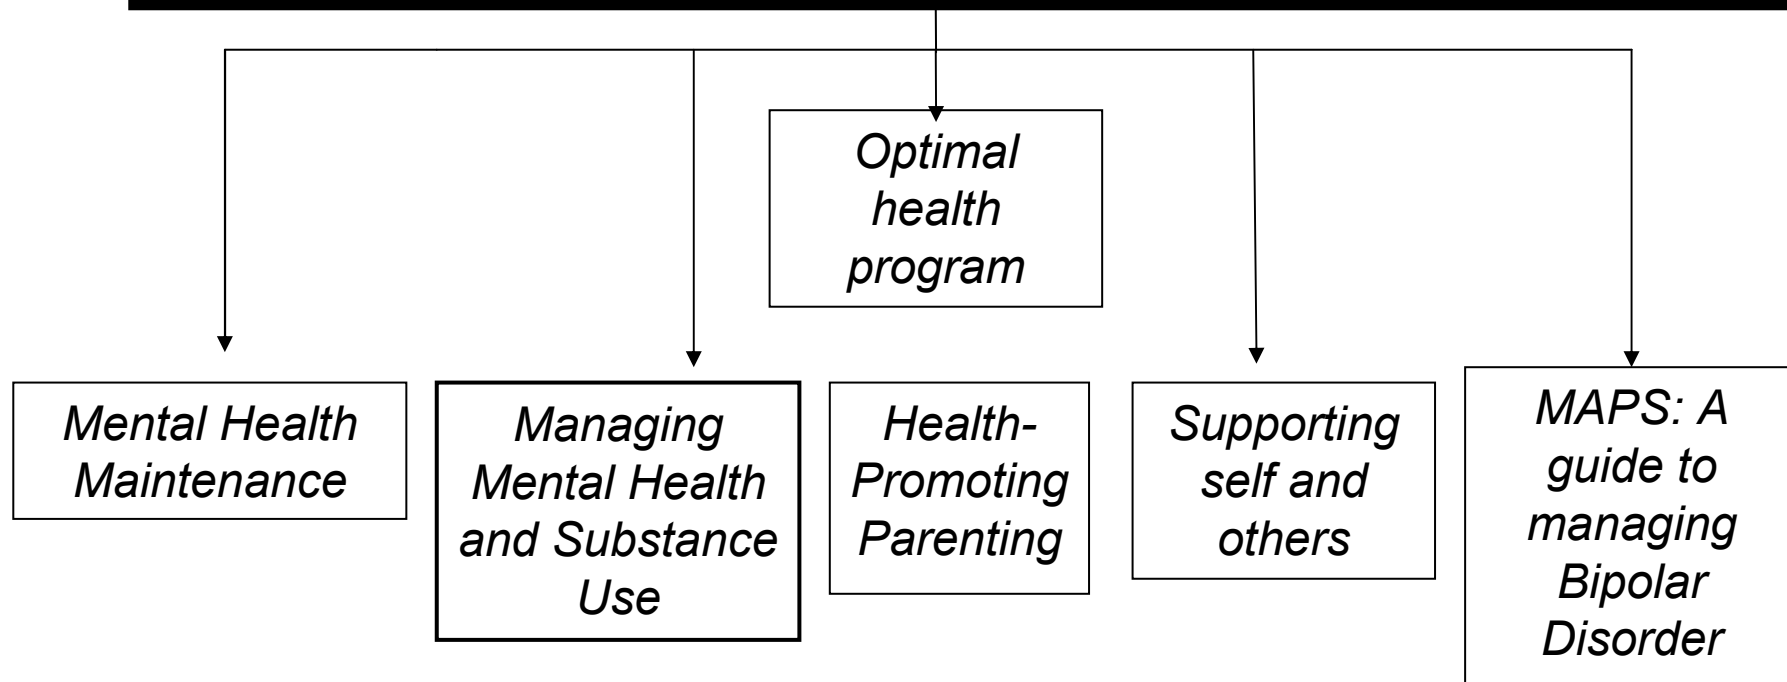 Optimal
health
program
Mental Health
Maintenance
Managing
Mental Health
and Substance
Use
Health-
Promoting
Parenting
Supporting
self and
others
MAPS: A
guide to
managing
Bipolar
Disorder